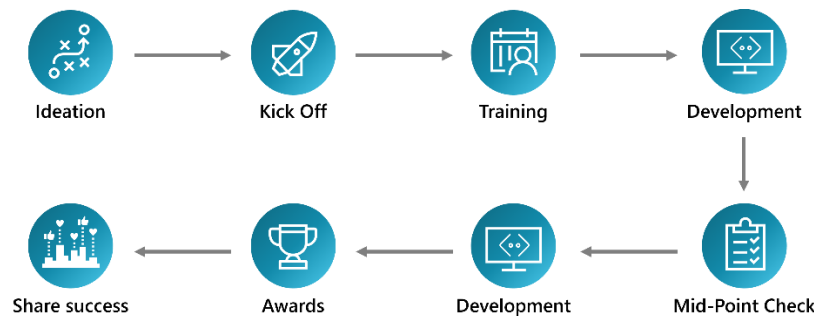 Ideation
Kick Off
Training
Development
Share success
Awards
Development
Mid-Point Check